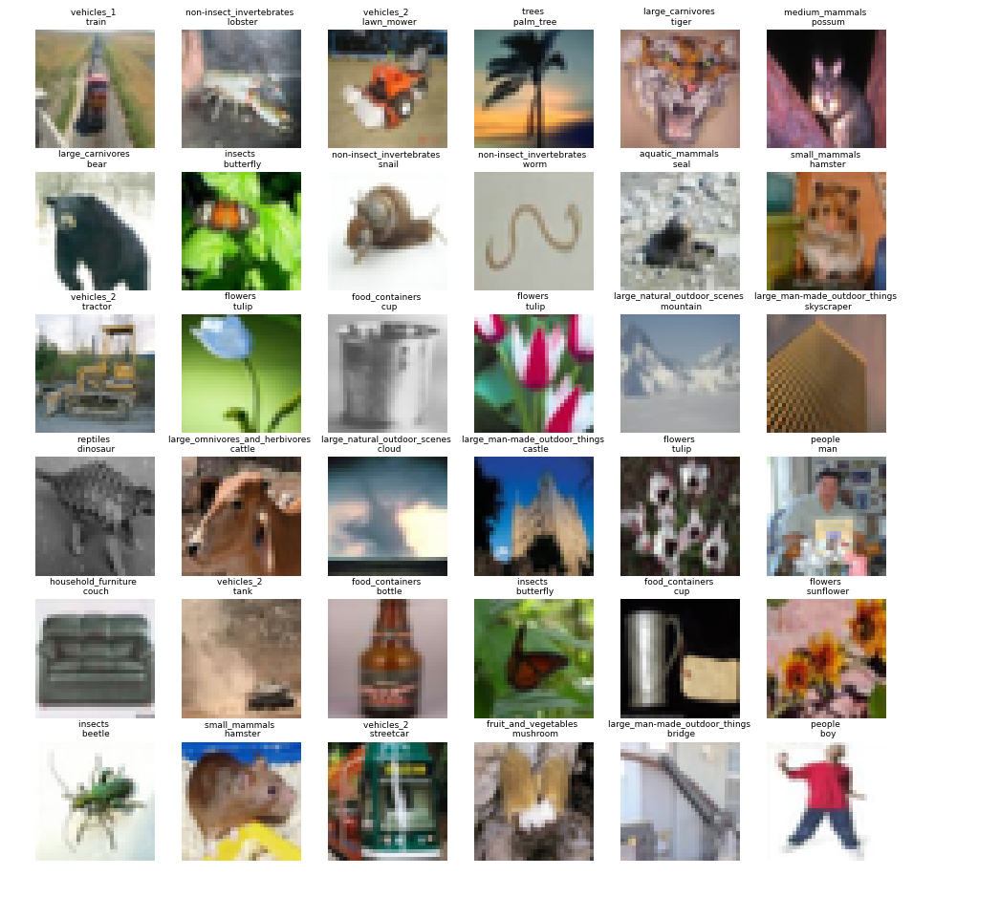 vehicles_1
train
non-insect_invertebrates
lobster
vehicles_2
lawn_mower
trees
palm_tree
large_carnivores
tiger
medium_mammals
possum
large_carnivores
bear
insects
butterfly
non-insect_invertebrates
snail
non-insect_invertebrates
worm
aquatic_mammals
seal
small_mammals
hamster
vehicles_2
tractor
flowers
tulip
food_containers
cup
flowers
tulip
large_natural_outdoor_scenes
mountain
large_man-made_outdoor_things
skyscraper
reptiles
dinosaur
large_omnivores_and_herbivores
cattle
large_natural_outdoor_scenes
cloud
large_man-made_outdoor_things
castle
flowers
tulip
people
man
household_furniture
couch
vehicles_2
tank
food_containers
bottle
insects
butterfly
food_containers
cup
flowers
sunflower
insects
beetle
small_mammals
hamster
vehicles_2
streetcar
fruit_and_vegetables
mushroom
large_man-made_outdoor_things
bridge
people
boy